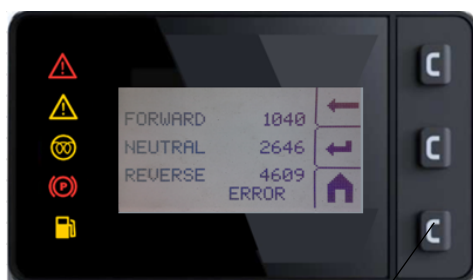 FORWARD 1040
NEUTRAL 2646
REVERSE 4609
ERROR
C
C
C
P